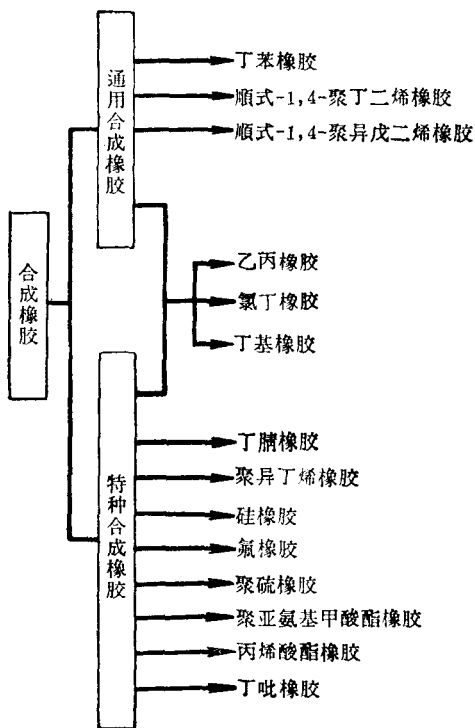 合成橡胶
通用合成橡胶
丁苯橡胶
順式-1,4-聚丁二烯橡胶
順式-1,4-聚异戊二烯橡胶
乙丙橡胶
氯丁橡胶
丁基橡胶
特种合成橡胶
丁腈橡胶
聚异丁烯橡胶
硅橡胶
氟橡胶
聚硫橡胶
聚亚氨基甲酸酯橡胶
丙烯酸酯橡胶
丁吡橡胶